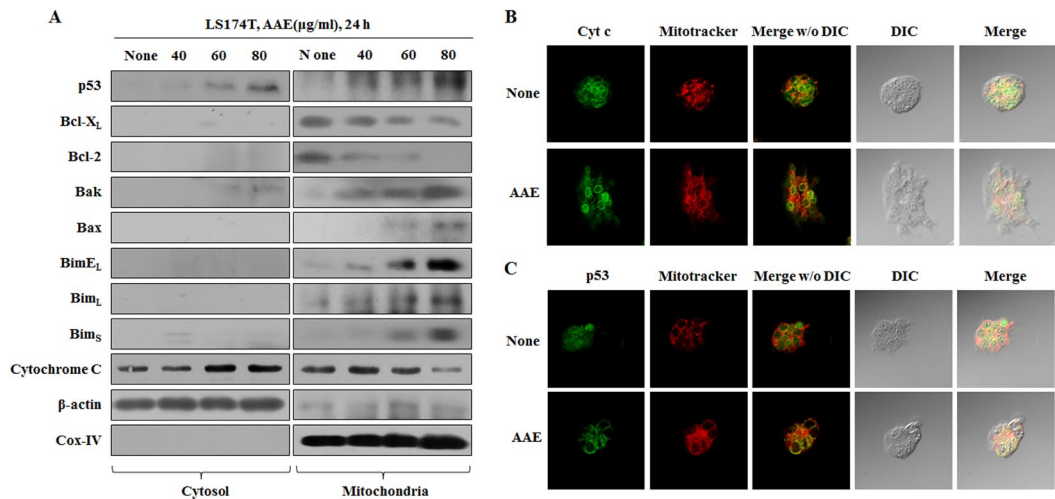 A
LS174T, AAE(µg/ml), 24 h
None 40 60 80 N one 40 60 80
p53
Bcl-XL
Bcl-2
Bak
Bax
BimEL
BimL
BimS
Cytochrome C
β-actin
Cox-IV
Cytosol Mitochondria
B
Cyt c Mitotracker Merge w/o DIC DIC Merge
None
AAE
C
p53 Mitotracker Merge w/o DIC DIC Merge
None
AAE